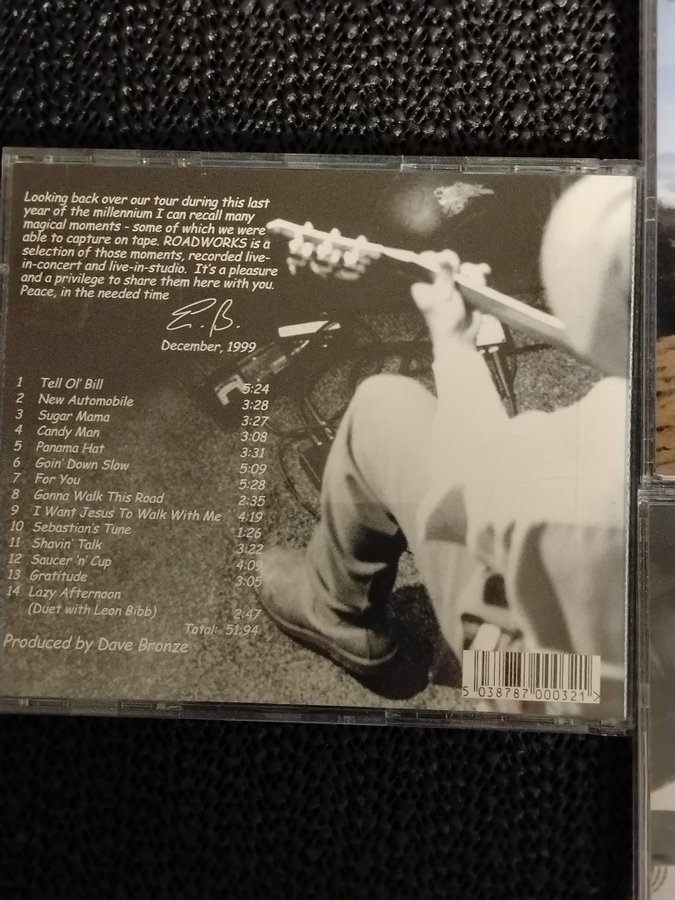 Looking back over our tour during this last
year of the millennium I can recall many
magical moments - some of which we were
able to capture on tape. ROADWORKS is a
selection of those moments, recorded live-
in-concert and live-in-studio. It's a pleasure
and a privilege to share them here with you.
Peace, in the needed time
E.B.
December, 1999
1 Tell Ol' Bill 5:24
2 New Automobile 3:28
3 Sugar Mama 3:27
4 Candy Man 3:08
5 Panama Hat 3:31
6 Goin' Down Slow 5:09
7 For You 5:28
8 Gonna Walk This Road 2:35
9 I Want Jesus To Walk With Me 4:19
10 Sebastian's Tune 1:26
11 Shavin' Talk 3:22
12 Saucer 'n' Cup 4:09
13 Gratitude 3:05
14 Lazy Afternoon
(Duet with Leon Bibb) 2:47
Total: 51:94
Produced by Dave Bronze
5 038787 000321 >